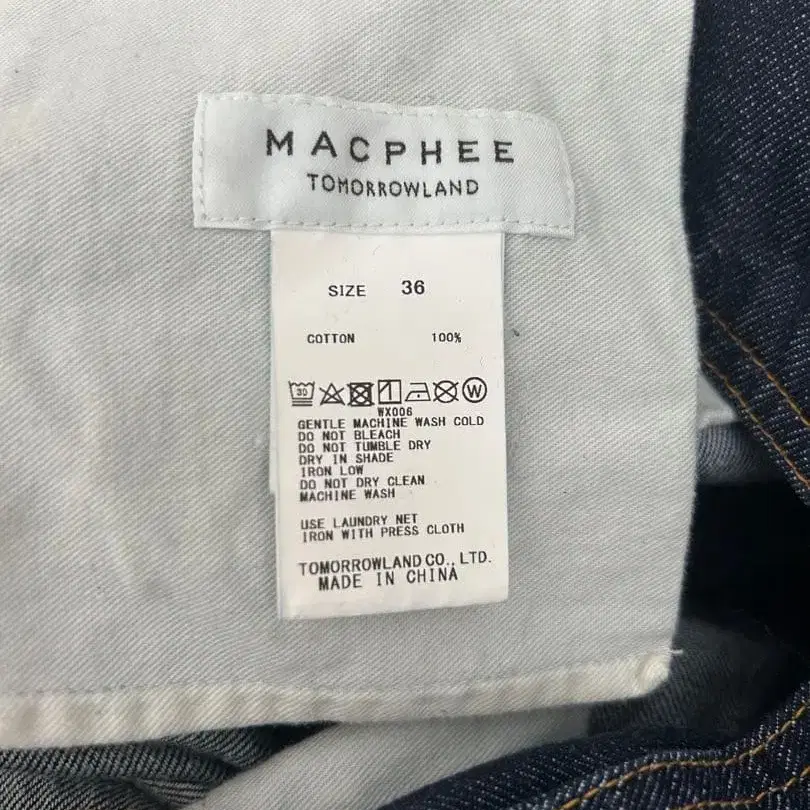 MACPHEE
TOMORROWLAND
SIZE 36
COTTON 100%
30 W
WX006
GENTLE MACHINE WASH COLD
DO NOT BLEACH
DO NOT TUMBLE DRY
DRY IN SHADE
IRON LOW
DO NOT DRY CLEAN
MACHINE WASH
USE LAUNDRY NET
IRON WITH PRESS CLOTH
TOMORROWLAND CO., LTD.
MADE IN CHINA